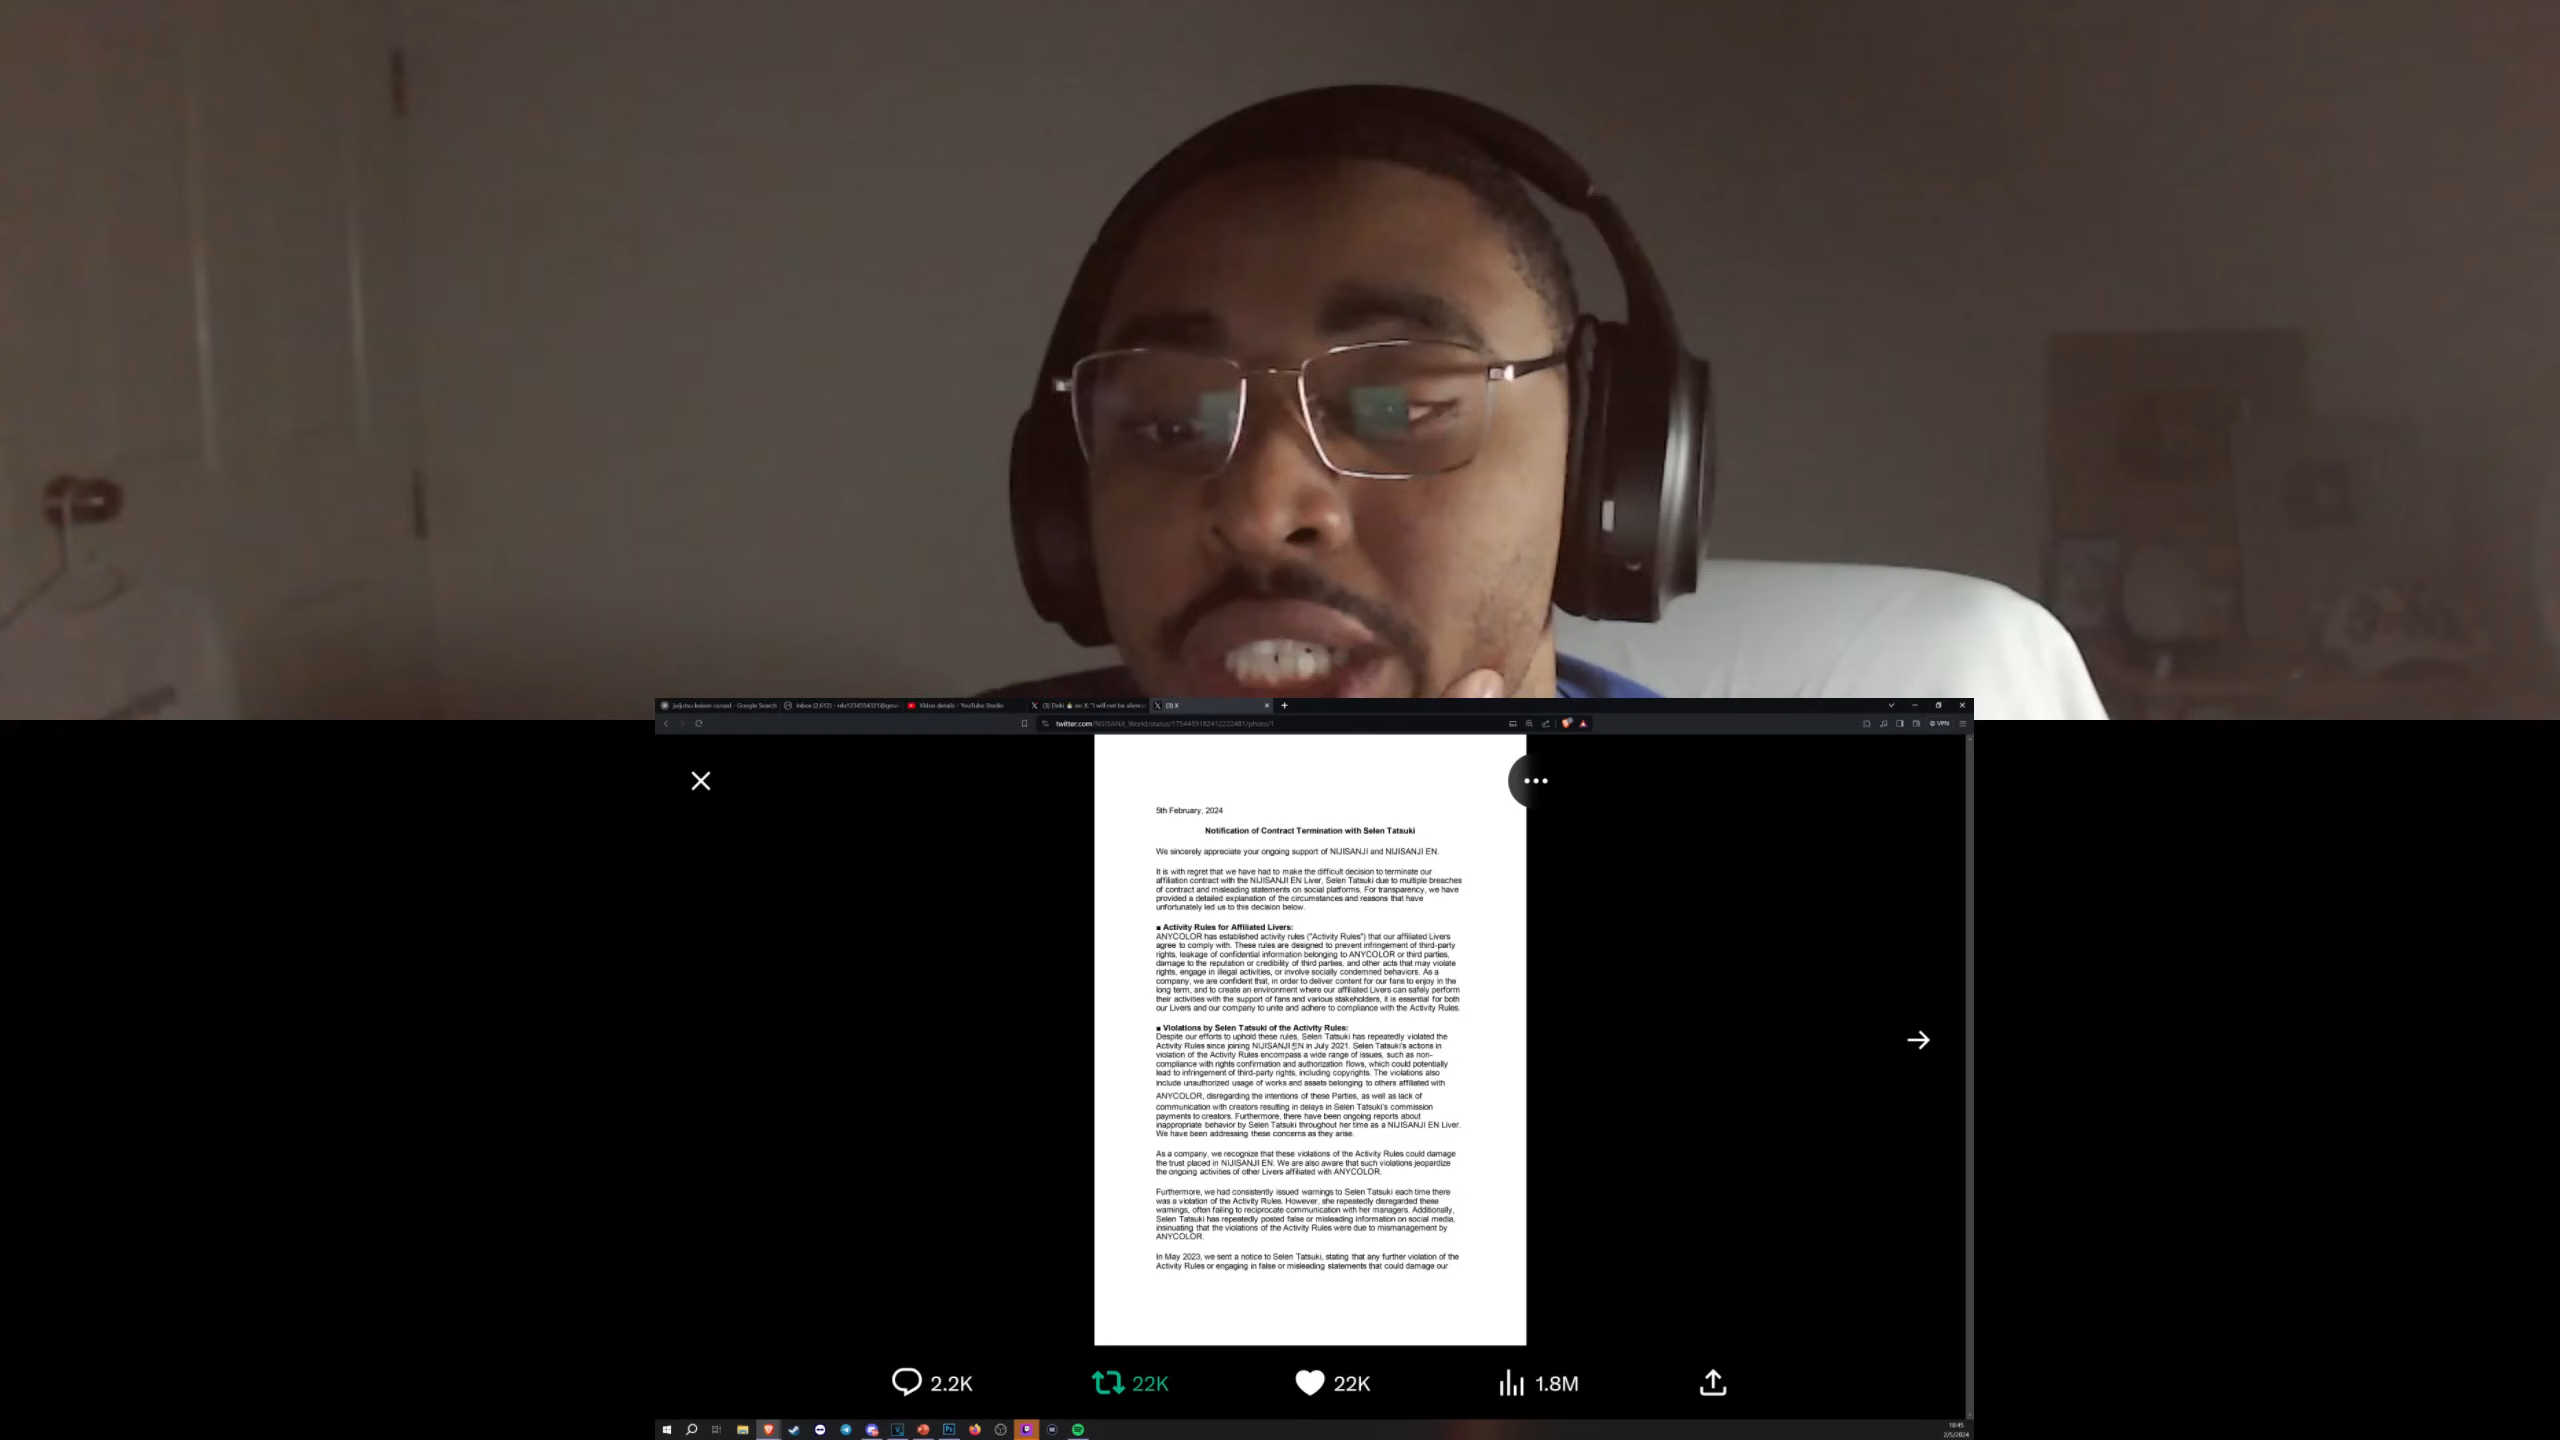 jiujutsu kaisen cursed - Google Search
Video details - YouTube Studio
(3) X
twitter.com/NIJISANJI_World/status/1754455182412222481/photo/1
VPN
5th February, 2024
Notification of Contract Termination with Selen Tatsuki
We sincerely appreciate your ongoing support of NIJISANJI and NIJISANJI EN.
It is with regret that we have had to make the difficult decision to terminate our
affiliation contract with the NIJISANJI EN Liver, Selen Tatsuki due to multiple breaches
of contract and misleading statements on social platforms. For transparency, we have
provided a detailed explanation of the circumstances and reasons that have
unfortunately led us to this decision below.
■ Activity Rules for Affiliated Livers:
ANYCOLOR has established activity rules ("Activity Rules") that our affiliated Livers
agree to comply with. These rules are designed to prevent infringement of third-party
rights, leakage of confidential information belonging to ANYCOLOR or third parties,
damage to the reputation or credibility of third parties, and other acts that may violate
rights, engage in illegal activities, or involve socially condemned behaviors. As a
company, we are confident that, in order to deliver content for our fans to enjoy in the
long term, and to create an environment where our affiliated Livers can safely perform
their activities with the support of fans and various stakeholders, it is essential for both
our Livers and our company to unite and adhere to compliance with the Activity Rules.
■ Violations by Selen Tatsuki of the Activity Rules:
Despite our efforts to uphold these rules, Selen Tatsuki has repeatedly violated the
Activity Rules since joining NIJISANJI EN in July 2021. Selen Tatsuki's actions in
violation of the Activity Rules encompass a wide range of issues, such as non-
compliance with rights confirmation and authorization flows, which could potentially
lead to infringement of third-party rights, including copyrights. The violations also
include unauthorized usage of works and assets belonging to others affiliated with
ANYCOLOR, disregarding the intentions of these Parties, as well as lack of
communication with creators resulting in delays in Selen Tatsuki's commission
payments to creators. Furthermore, there have been ongoing reports about
inappropriate behavior by Selen Tatsuki throughout her time as a NIJISANJI EN Liver.
We have been addressing these concerns as they arise.
As a company, we recognize that these violations of the Activity Rules could damage
the trust placed in NIJISANJI EN. We are also aware that such violations jeopardize
the ongoing activities of other Livers affiliated with ANYCOLOR.
Furthermore, we had consistently issued warnings to Selen Tatsuki each time there
was a violation of the Activity Rules. However, she repeatedly disregarded these
warnings, often failing to reciprocate communication with her managers. Additionally,
Selen Tatsuki has repeatedly posted false or misleading information on social media,
insinuating that the violations of the Activity Rules were due to mismanagement by
ANYCOLOR.
In May 2023, we sent a notice to Selen Tatsuki, stating that any further violation of the
Activity Rules or engaging in false or misleading statements that could damage our
2.2K 22K 22K 1.8M
18:45
2/5/2024